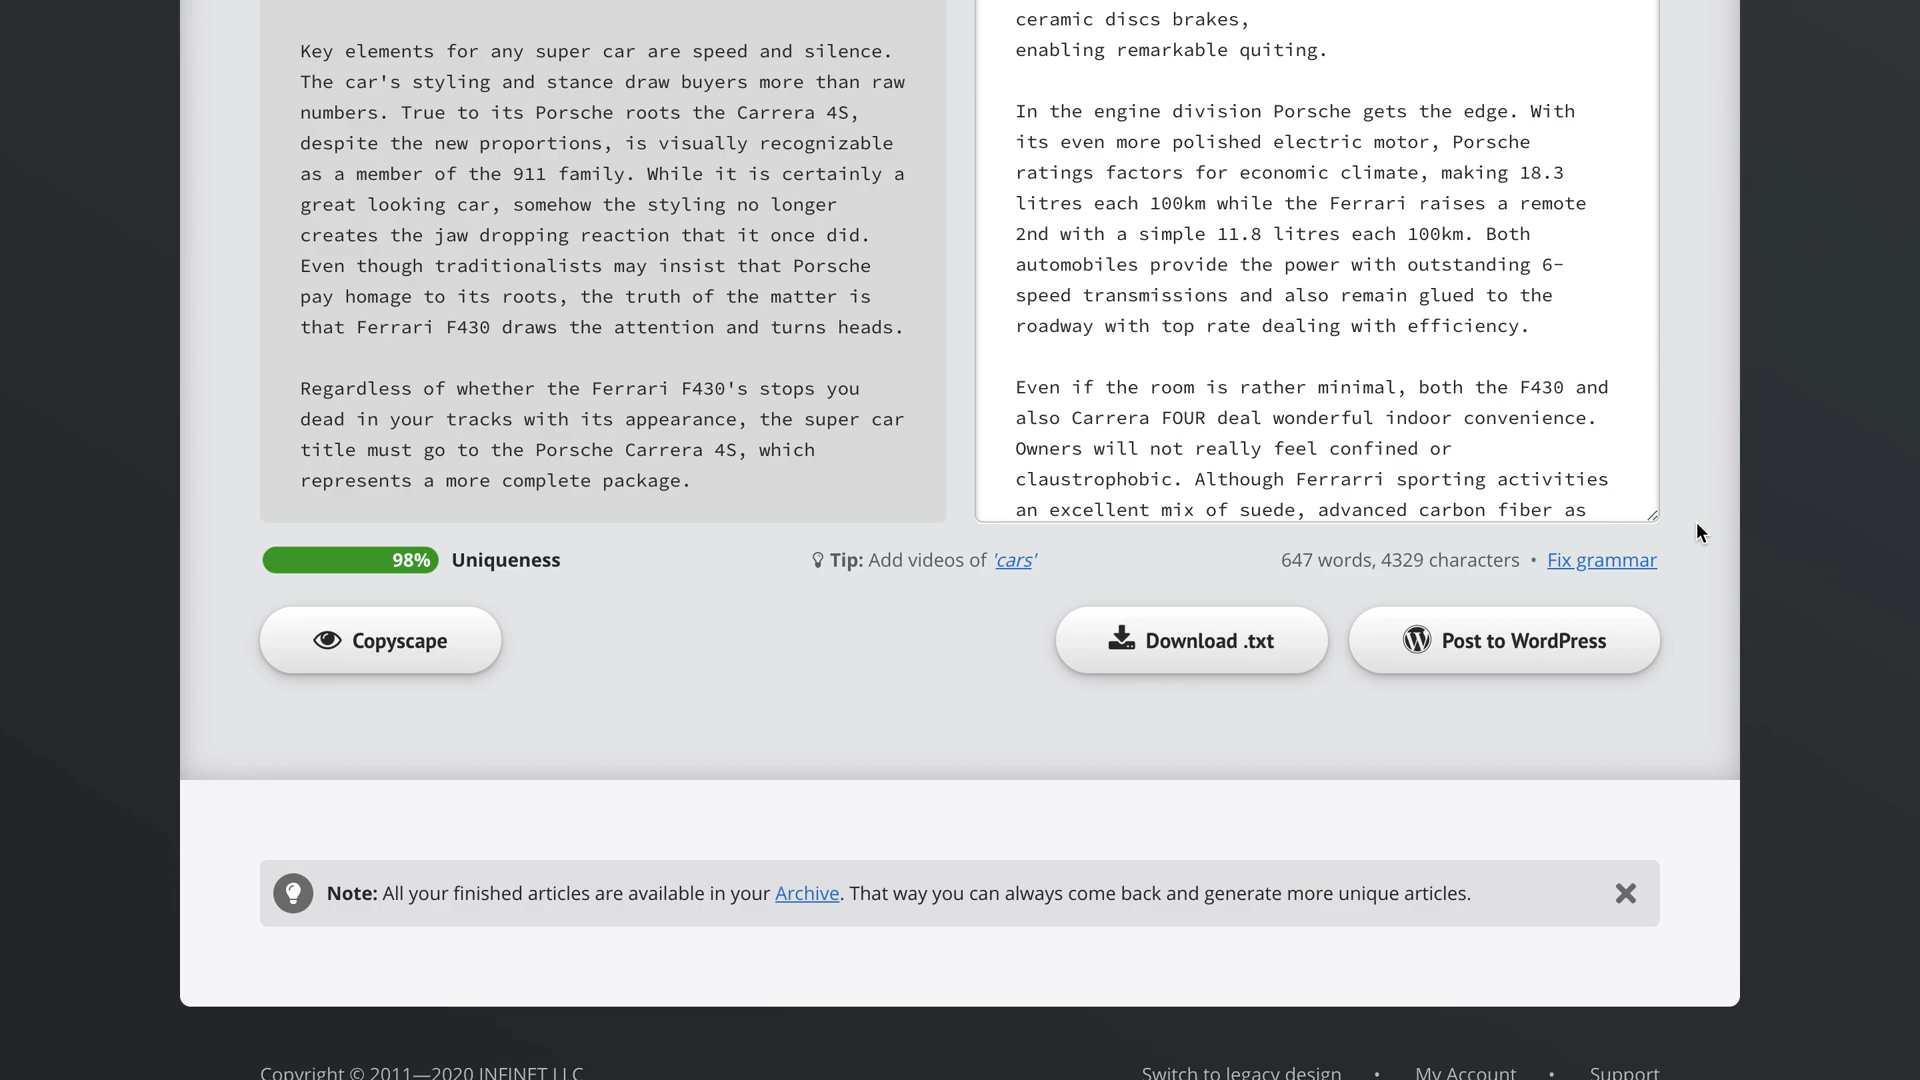 Key elements for any super car are speed and silence.
The car's styling and stance draw buyers more than raw
numbers. True to its Porsche roots the Carrera 4S,
despite the new proportions, is visually recognizable
as a member of the 911 family. While it is certainly a
great looking car, somehow the styling no longer
creates the jaw dropping reaction that it once did.
Even though traditionalists may insist that Porsche
pay homage to its roots, the truth of the matter is
that Ferrari F430 draws the attention and turns heads.
Regardless of whether the Ferrari F430's stops you
dead in your tracks with its appearance, the super car
title must go to the Porsche Carrera 4S, which
represents a more complete package.
ceramic discs brakes,
enabling remarkable quiting.
In the engine division Porsche gets the edge. With
its even more polished electric motor, Porsche
ratings factors for economic climate, making 18.3
litres each 100km while the Ferrari raises a remote
2nd with a simple 11.8 litres each 100km. Both
automobiles provide the power with outstanding 6-
speed transmissions and also remain glued to the
roadway with top rate dealing with efficiency.
Even if the room is rather minimal, both the F430 and
also Carrera FOUR deal wonderful indoor convenience.
Owners will not really feel confined or
claustrophobic. Although Ferrarri sporting activities
an excellent mix of suede, advanced carbon fiber as
98% Uniqueness
Tip: Add videos of 'cars'
647 words, 4329 characters • Fix grammar
Copyscape
Download .txt
Post to WordPress
Note: All your finished articles are available in your Archive. That way you can always come back and generate more unique articles.
Copyright © 2011—2020 INFINET LLC
Switch to legacy design • My Account • Support